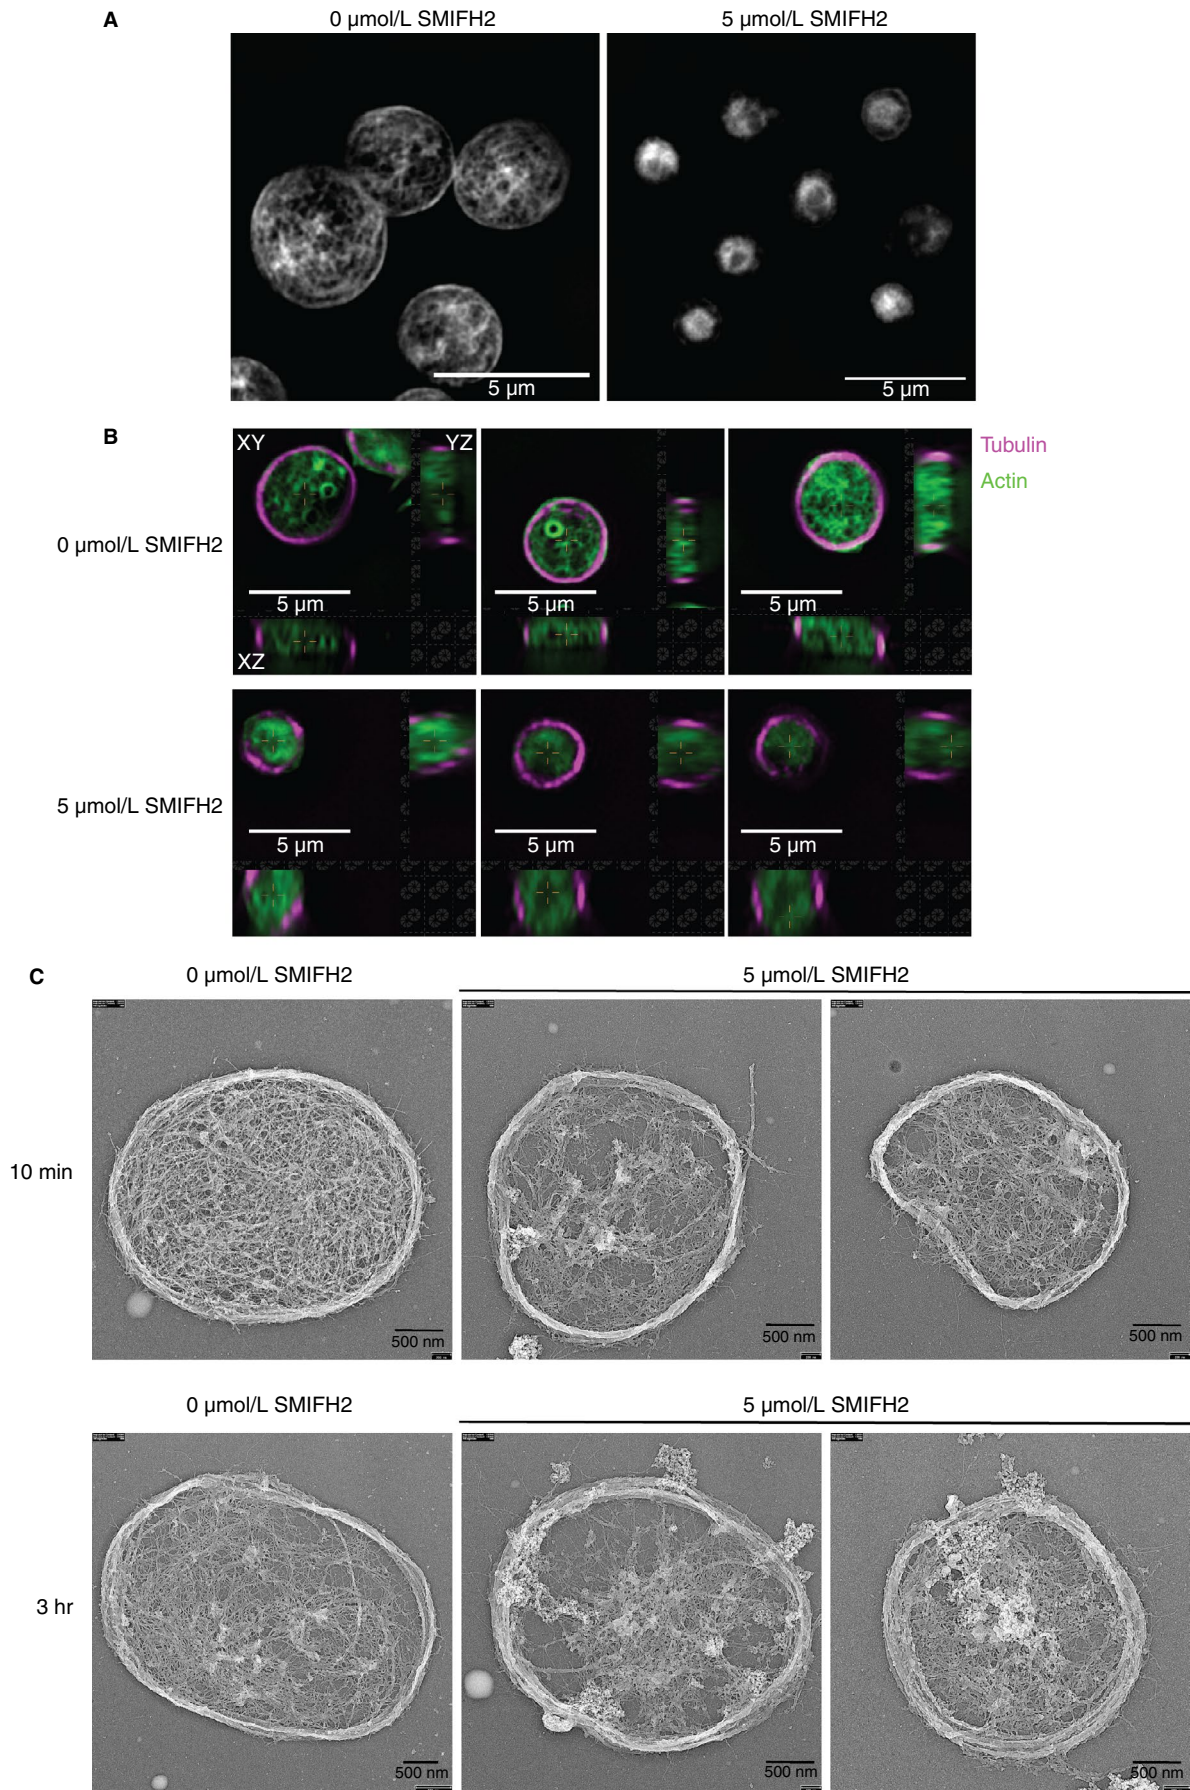 A
0 µmol/L SMIFH2
5 µmol/L SMIFH2
5 µm
5 µm
B
XY
YZ
Tubulin
Actin
0 µmol/L SMIFH2
5 µm
5 µm
5 µm
XZ
5 µmol/L SMIFH2
5 µm
5 µm
5 µm
C
0 µmol/L SMIFH2
5 µmol/L SMIFH2
10 min
500 nm
500 nm
500 nm
0 µmol/L SMIFH2
5 µmol/L SMIFH2
3 hr
500 nm
500 nm
500 nm